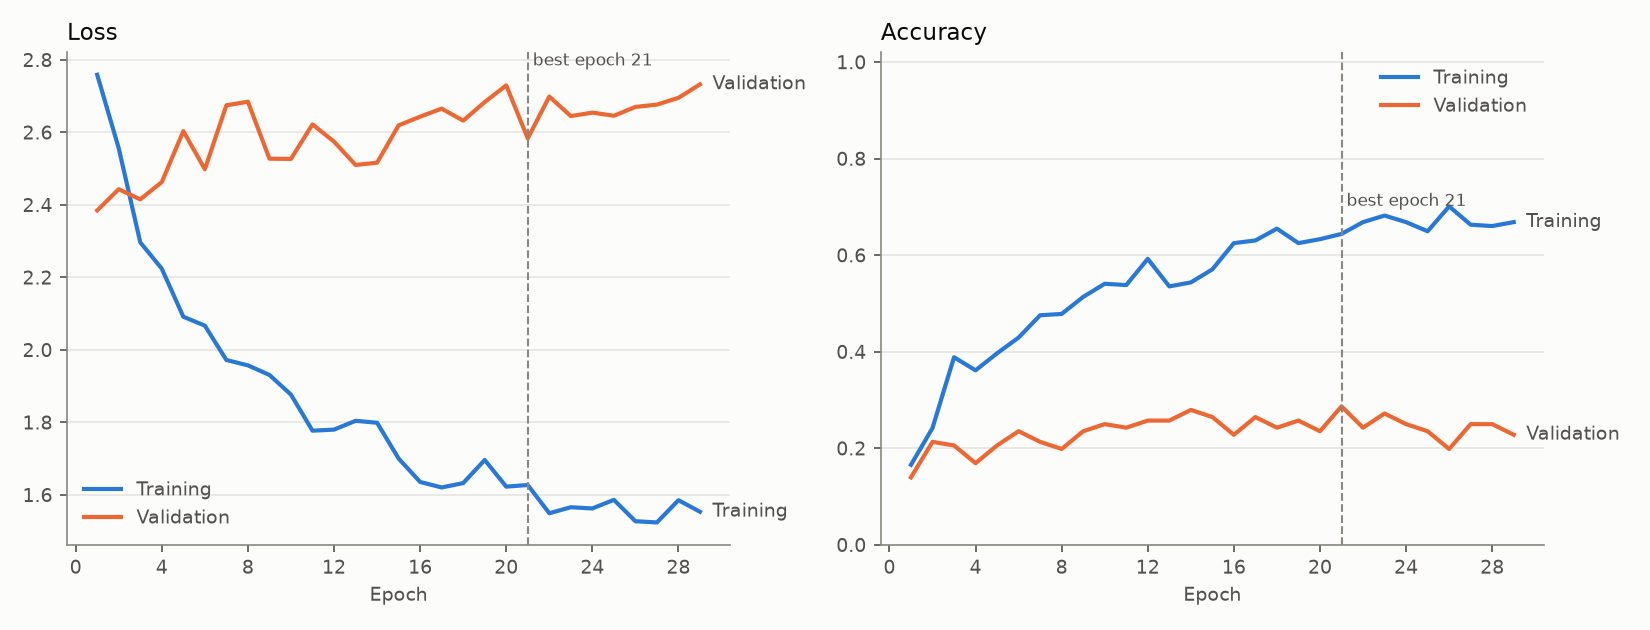 Loss
2.8
2.6
2.4
2.2
2.0
1.8
1.6
best epoch 21
Validation
Training
Training
Validation
0
4
8
12
16
20
24
28
Epoch
Accuracy
1.0
0.8
0.6
0.4
0.2
0.0
Training
Validation
best epoch 21
Training
Validation
0
4
8
12
16
20
24
28
Epoch